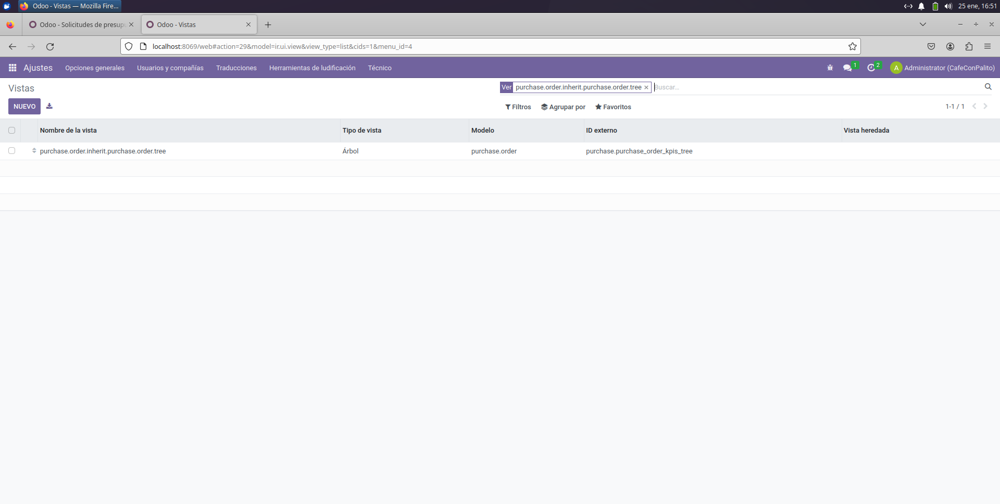 Odoo - Vistas — Mozilla Fire...
25 ene, 16:51
Odoo - Solicitudes de presup
Odoo - Vistas
localhost:8069/web#action=29&model=ir.ui.view&view_type=list&cids=1&menu_id=4
Ajustes
Opciones generales
Usuarios y compañías
Traducciones
Herramientas de ludificación
Técnico
1
2
A
Administrator (CafeConPalito)
Vistas
Ver purchase.order.inherit.purchase.order.tree
Buscar...
NUEVO
Filtros
Agrupar por
Favoritos
1-1 / 1
Nombre de la vista Tipo de vista Modelo ID externo Vista heredada
purchase.order.inherit.purchase.order.tree Árbol purchase.order purchase.purchase_order_kpis_tree